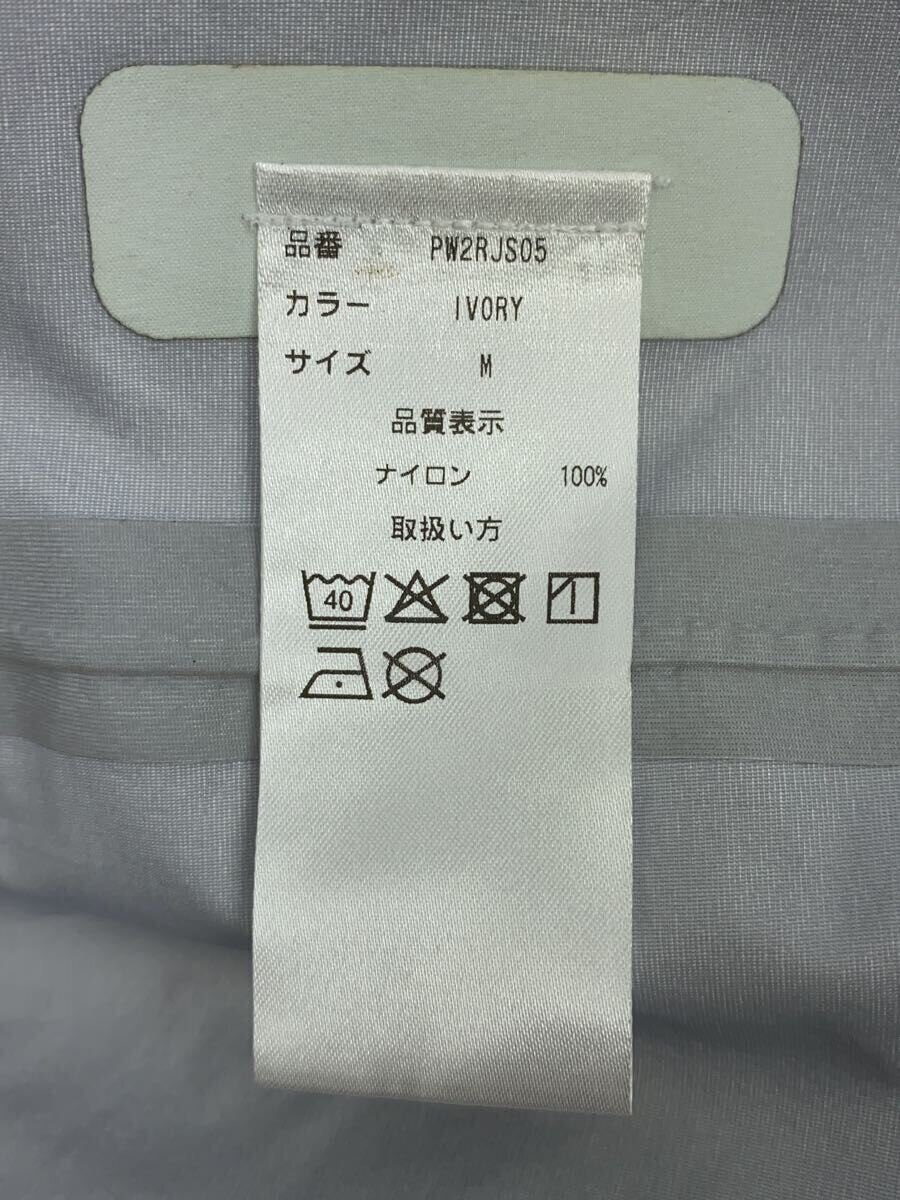 品番 PW2RJS05
カラー IVORY
サイズ M
品質表示
ナイロン 100%
取扱い方
40